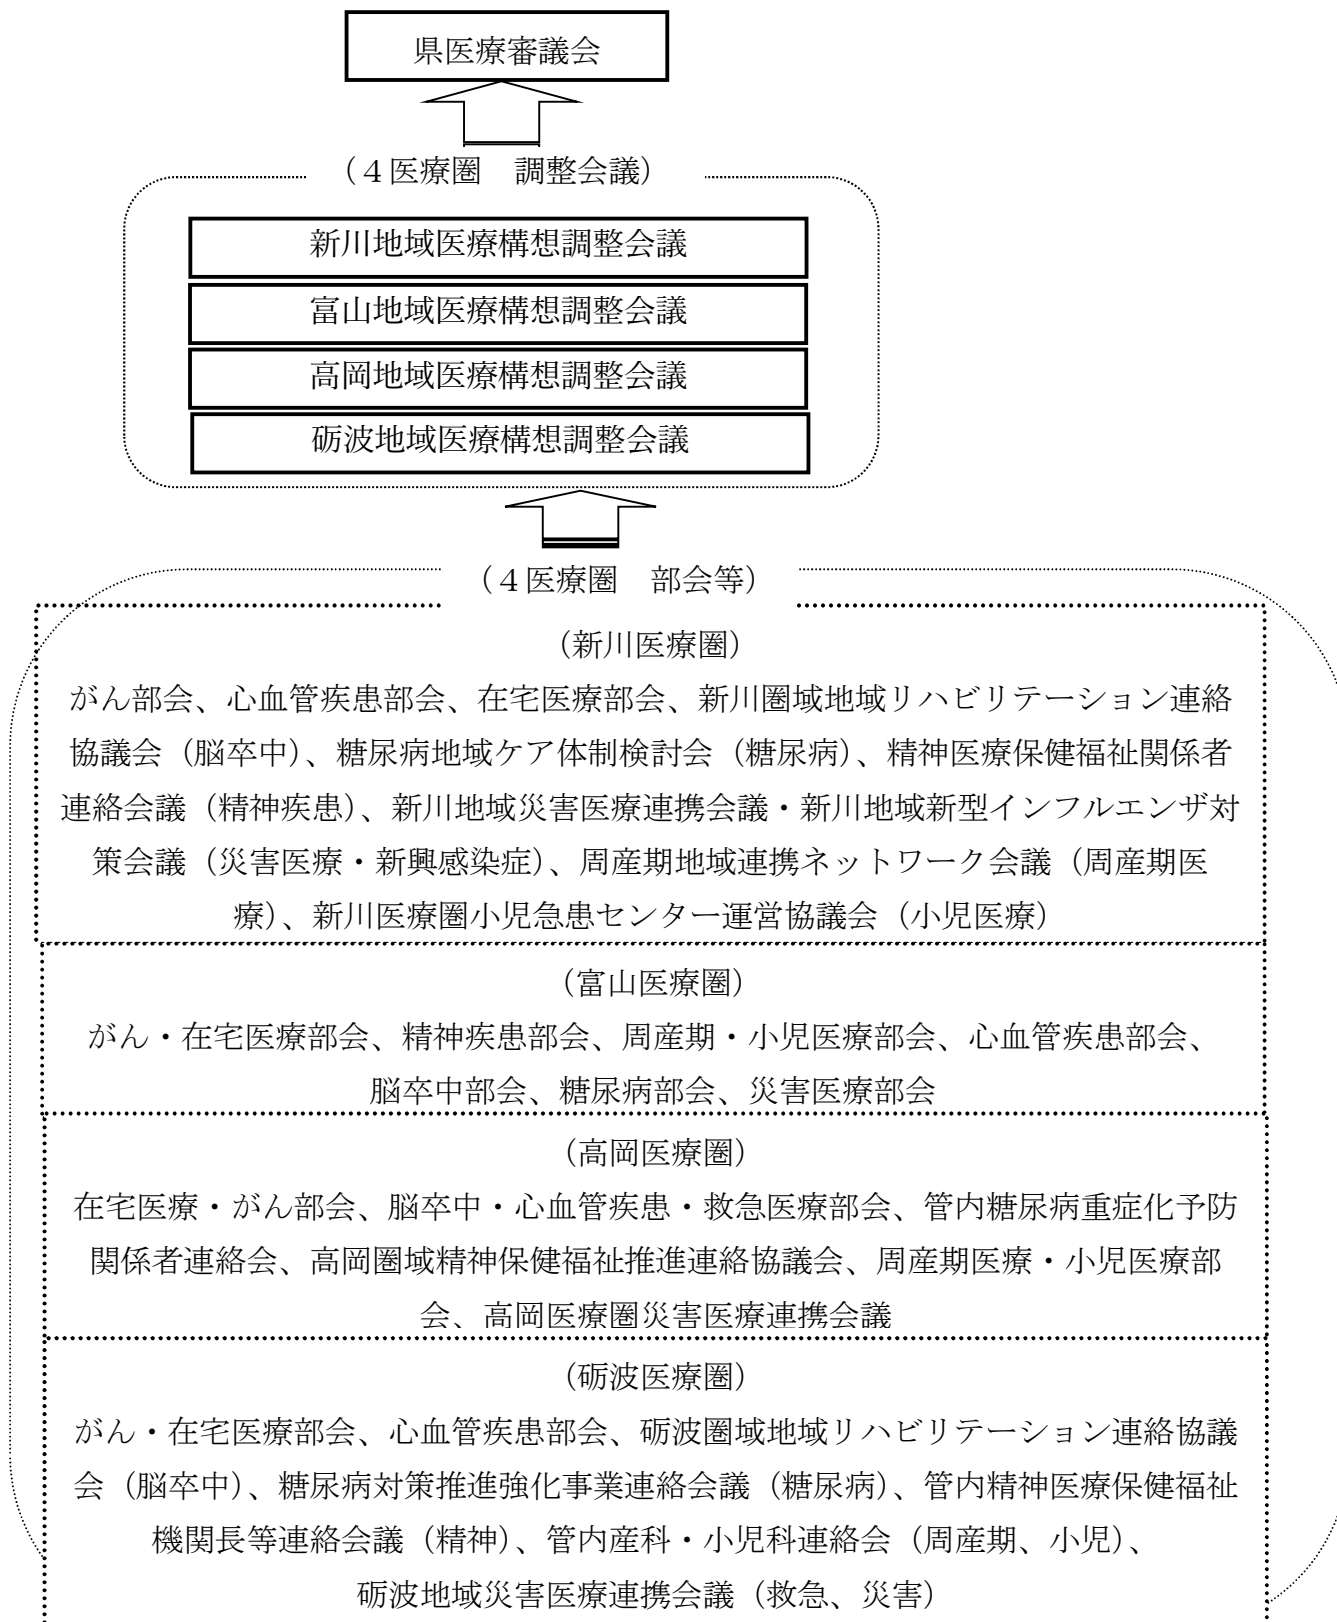 県医療審議会
（４医療圏　調整会議）
新川地域医療構想調整会議
富山地域医療構想調整会議
高岡地域医療構想調整会議
砺波地域医療構想調整会議
（４医療圏　部会等）
（新川医療圏）
がん部会、心血管疾患部会、在宅医療部会、新川圏域地域リハビリテーション連絡
協議会（脳卒中）、糖尿病地域ケア体制検討会（糖尿病）、精神医療保健福祉関係者
連絡会議（精神疾患）、新川地域災害医療連携会議・新川地域新型インフルエンザ対
策会議（災害医療・新興感染症）、周産期地域連携ネットワーク会議（周産期医
療）、新川医療圏小児急患センター運営協議会（小児医療）
（富山医療圏）
がん・在宅医療部会、精神疾患部会、周産期・小児医療部会、心血管疾患部会、
脳卒中部会、糖尿病部会、災害医療部会
（高岡医療圏）
在宅医療・がん部会、脳卒中・心血管疾患・救急医療部会、管内糖尿病重症化予防
関係者連絡会、高岡圏域精神保健福祉推進連絡協議会、周産期医療・小児医療部
会、高岡医療圏災害医療連携会議
（砺波医療圏）
がん・在宅医療部会、心血管疾患部会、砺波圏域地域リハビリテーション連絡協議
会（脳卒中）、糖尿病対策推進強化事業連絡会議（糖尿病）、管内精神医療保健福祉
機関長等連絡会議（精神）、管内産科・小児科連絡会（周産期、小児）、
砺波地域災害医療連携会議（救急、災害）